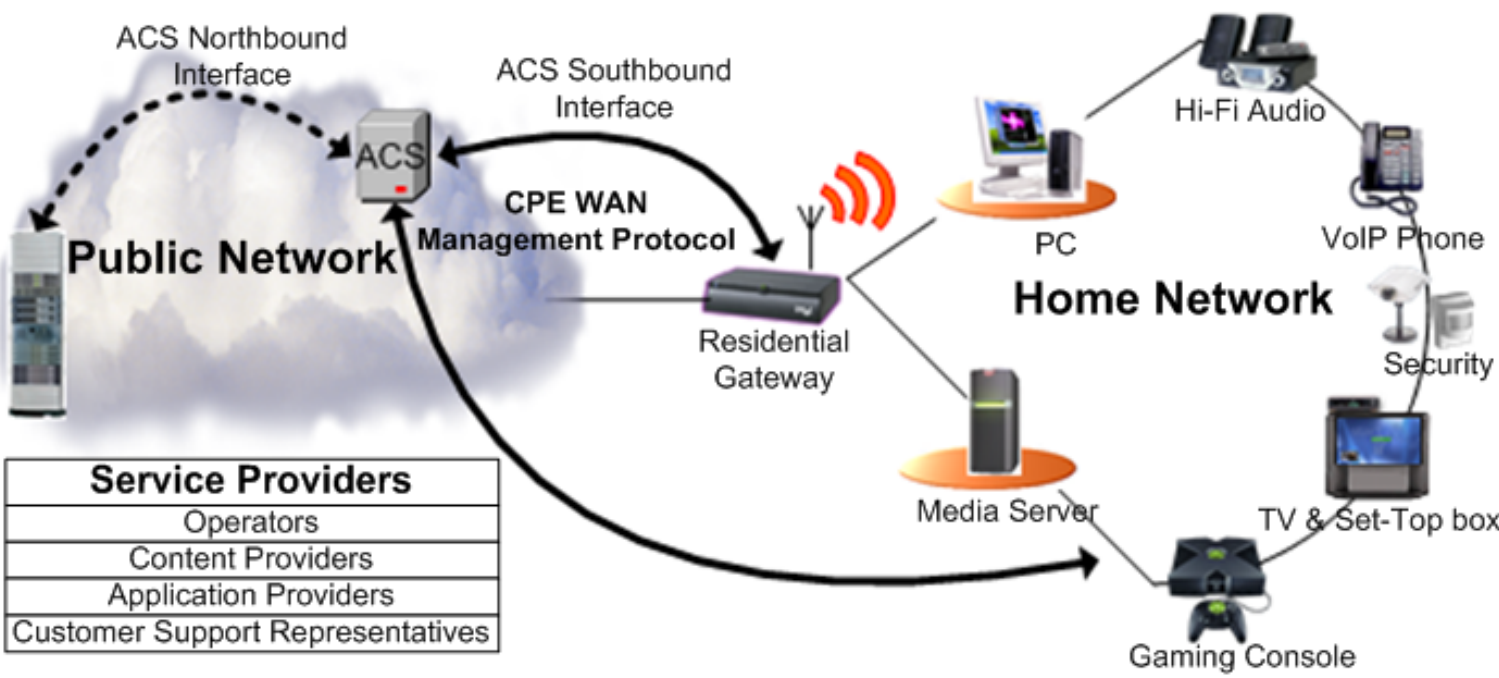 ACS Northbound
Interface
ACS Southbound
Interface
ACS
CPE WAN
Management Protocol
Public Network
Residential
Gateway
Hi-Fi Audio
PC
VoIP Phone
Home Network
Security
Media Server
TV & Set-Top box
Gaming Console
Service Providers
Operators
Content Providers
Application Providers
Customer Support Representatives